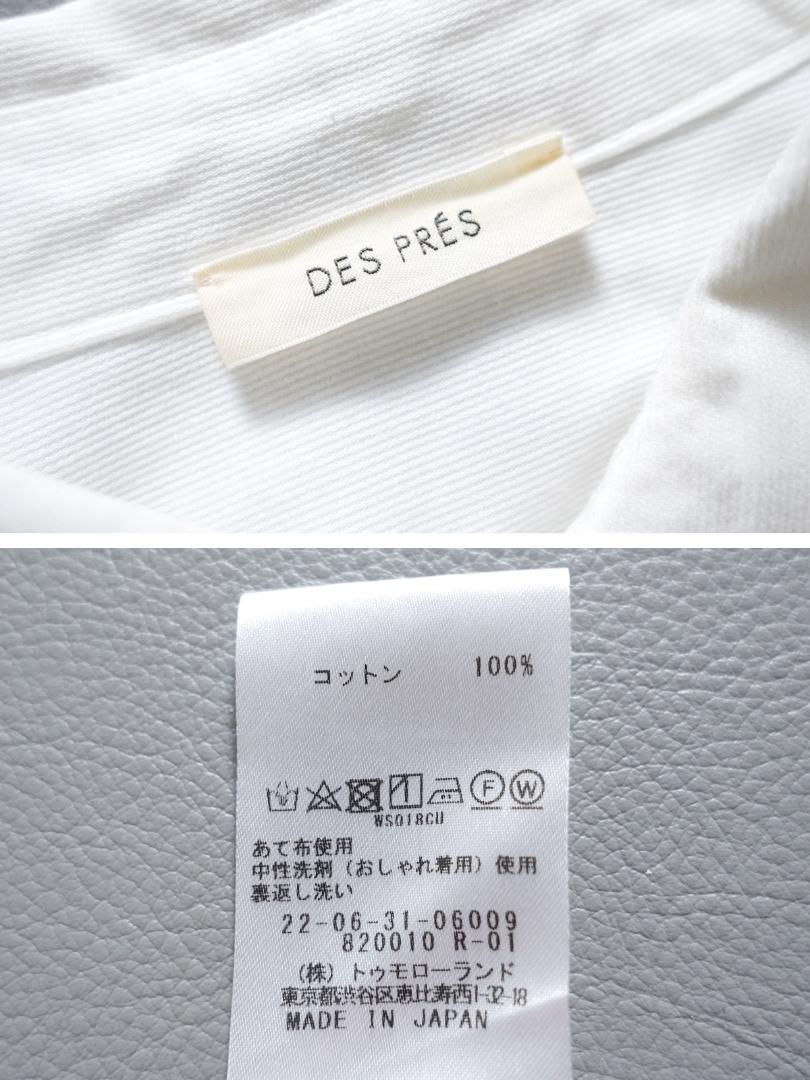 DES PRÉS
コットン 100%
F W
WS018CU
あて布使用
中性洗剤（おしゃれ着用）使用
裏返し洗い
22-06-31-06009
820010 R-01
（株）トゥモローランド
東京都渋谷区恵比寿西1-32-18
MADE IN JAPAN